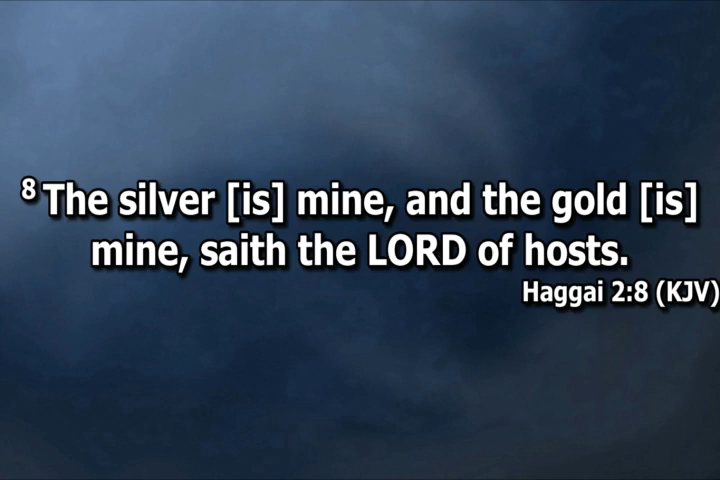 8 The silver [is] mine, and the gold [is]
mine, saith the LORD of hosts.
Haggai 2:8 (KJV)